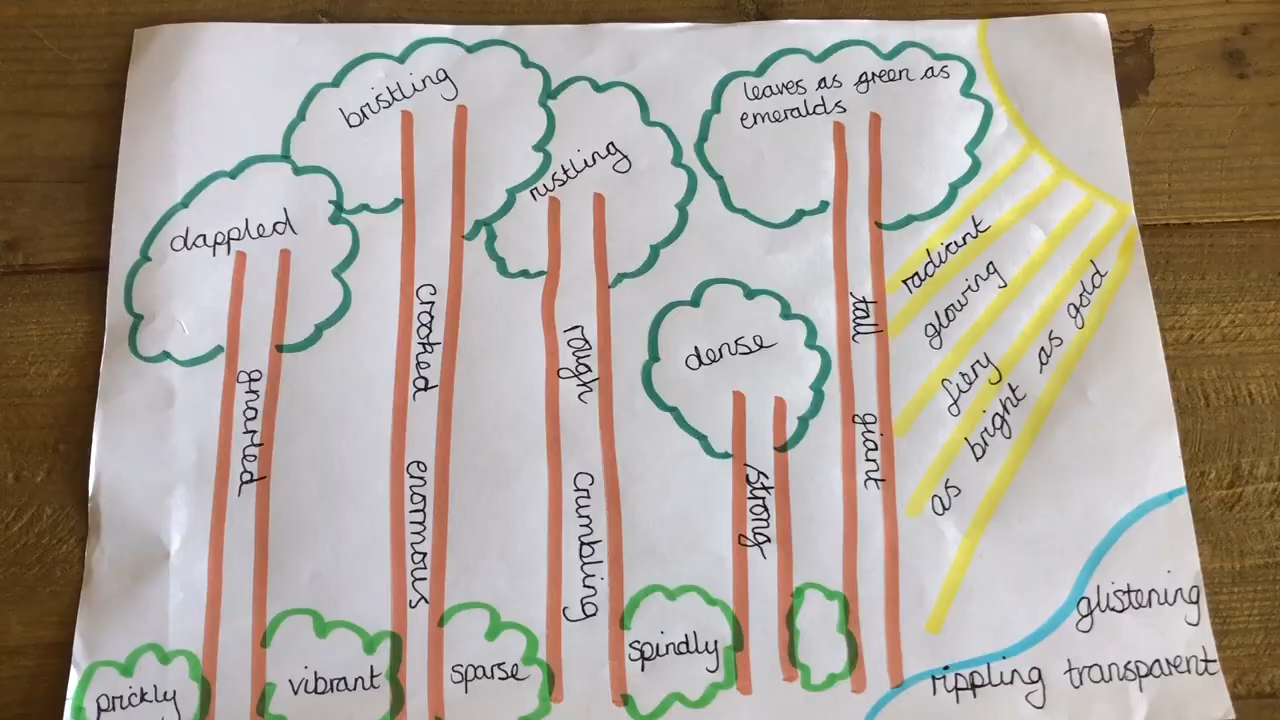 bristling
leaves as green as
emeralds
rustling
dappled
radiant
glowing
fiery
as bright as gold
dense
gnarled
crooked enormous
rough crumbling
strong
tall giant
glistening
rippling transparent
prickly
vibrant
sparse
spindly